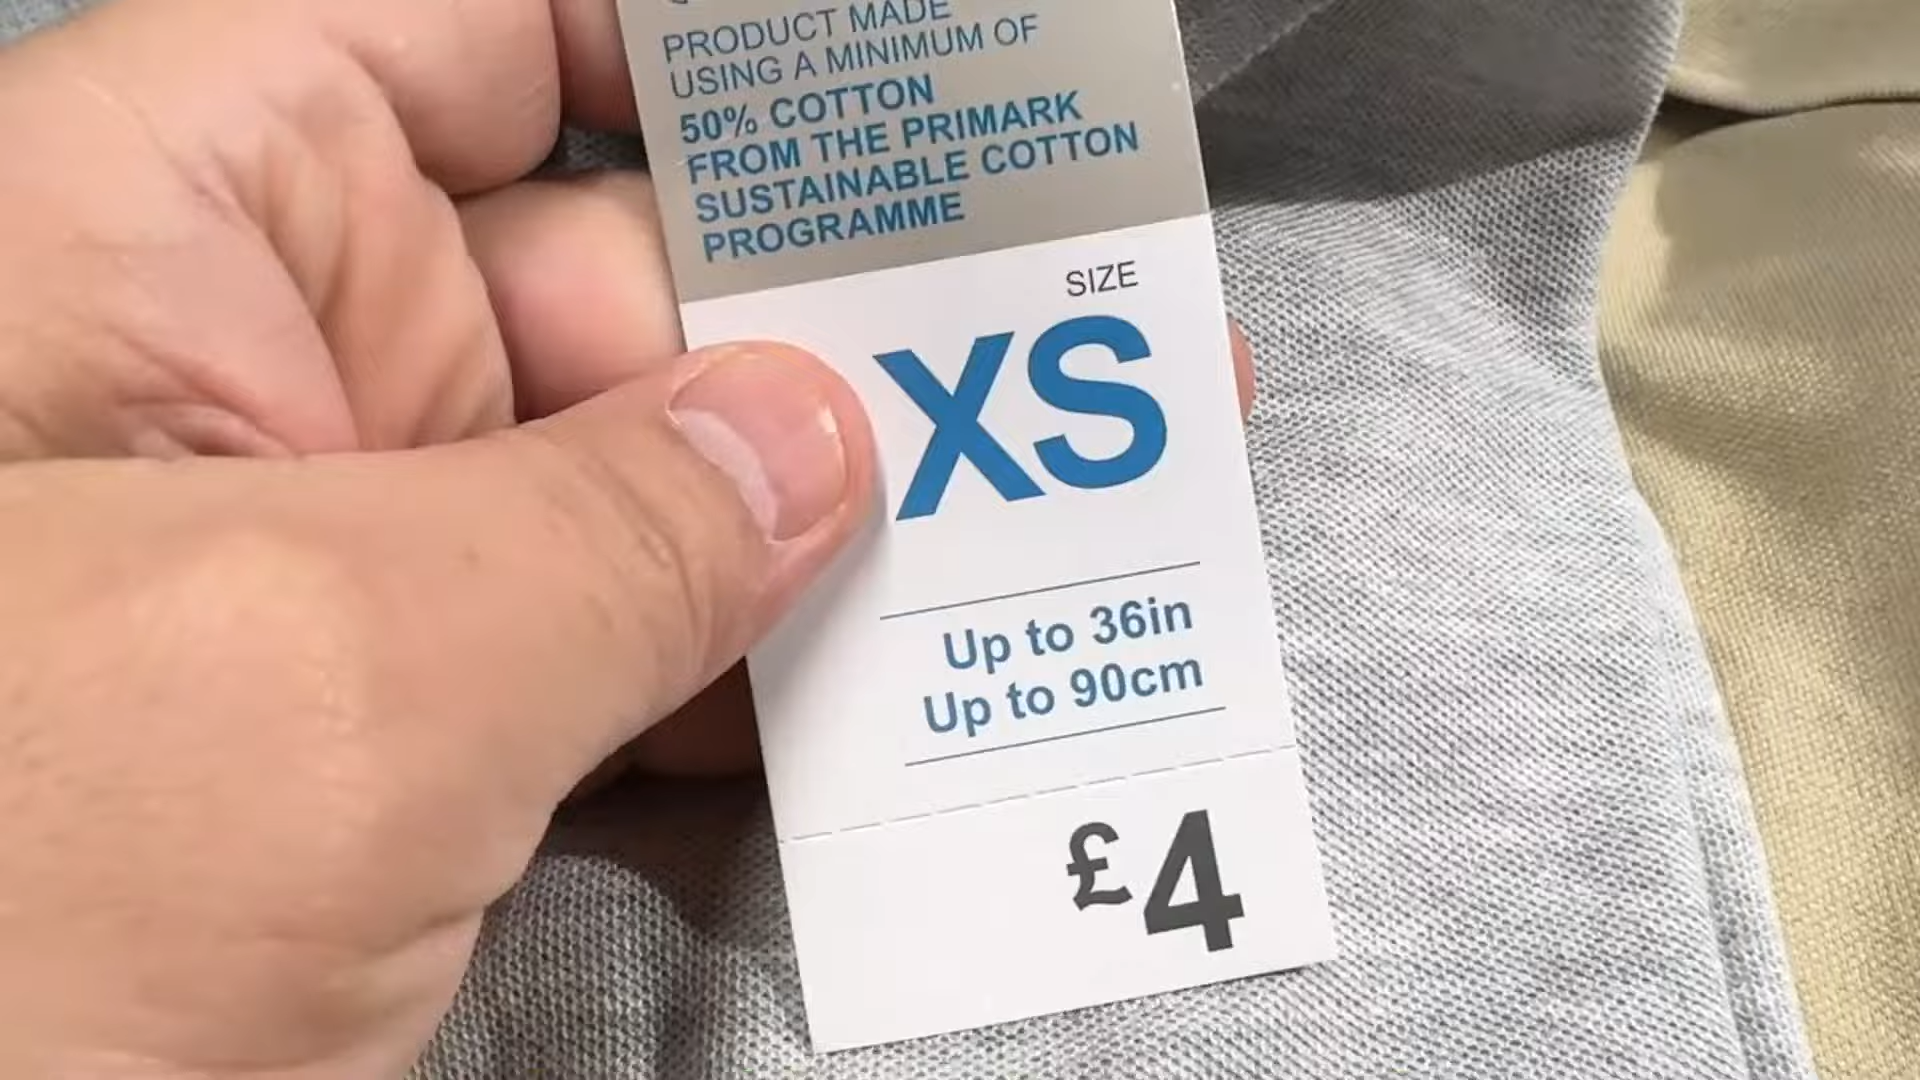 PRODUCT MADE
USING A MINIMUM OF
50% COTTON
FROM THE PRIMARK
SUSTAINABLE COTTON
PROGRAMME
SIZE
XS
Up to 36in
Up to 90cm
£4